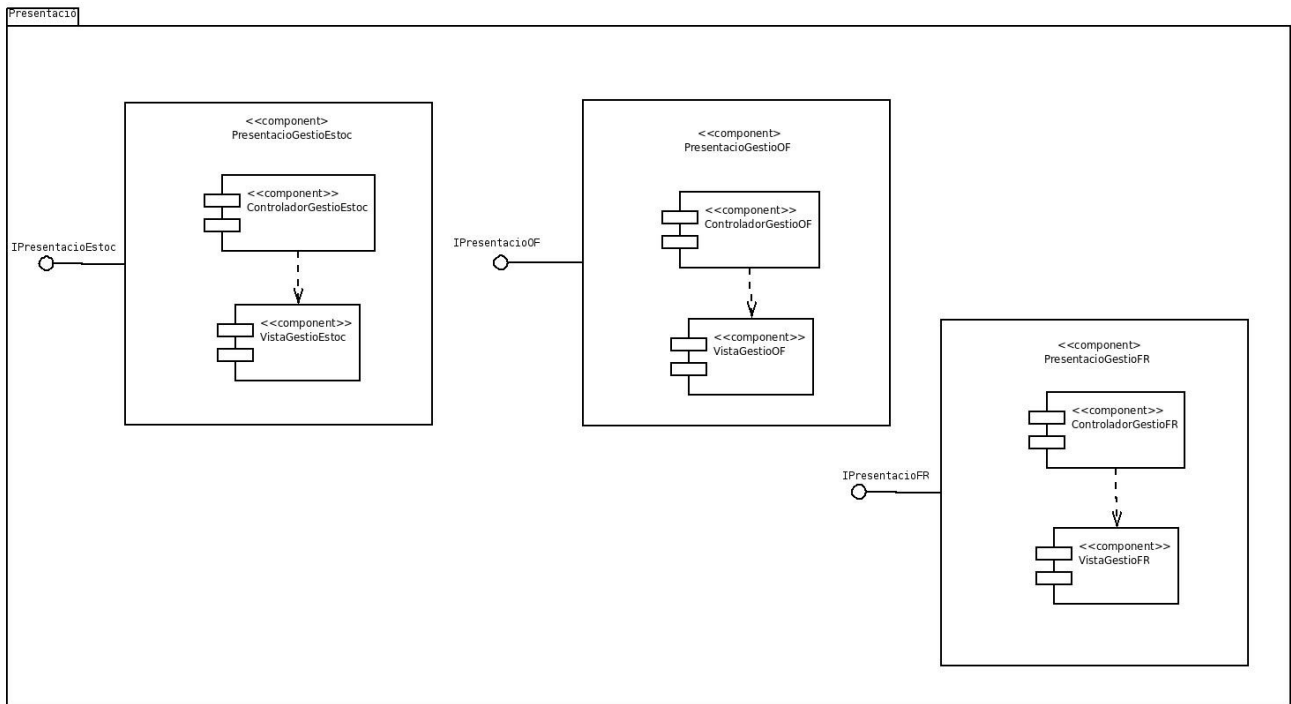 Presentació
<<component>
PresentacioGestioEstoc
<<component>>
ControladorGestioEstoc
IPresentacioEstoc
<<component>>
VistaGestioEstoc
<<component>
PresentacioGestioOF
<<component>>
ControladorGestioOF
IPresentacioOF
<<component>>
VistaGestioOF
<<component>
PresentacioGestioFR
<<component>>
ControladorGestioFR
IPresentacioFR
<<component>>
VistaGestioFR